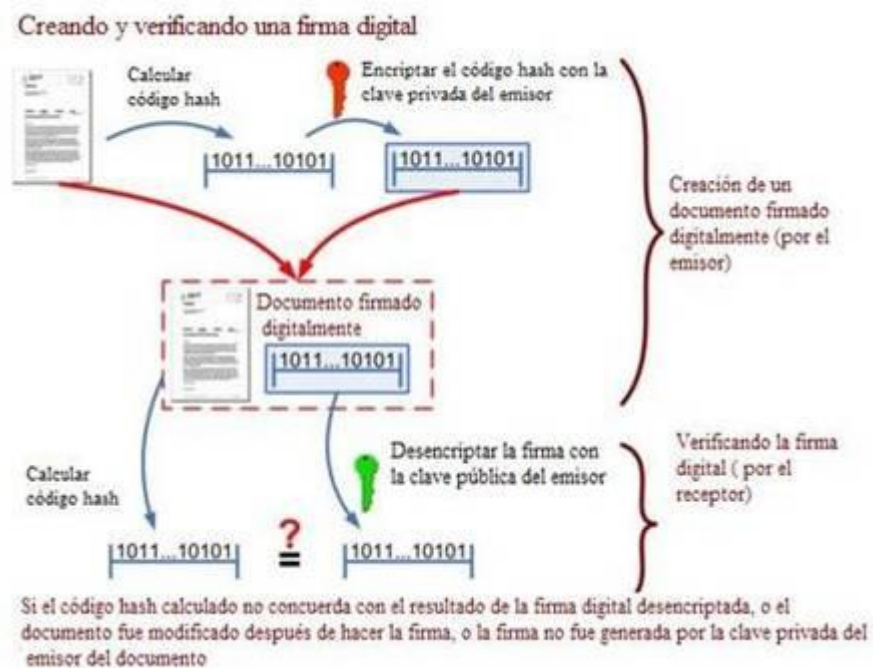 Creando y verificando una firma digital
Calcular
código hash
Encriptar el código hash con la
clave privada del emisor
1011...10101
1011...10101
Creación de un
documento firmado
digitalmente (por el
emisor)
Documento firmado
digitalmente
1011...10101
Calcular
código hash
Desencriptar la firma con
la clave pública del emisor
Verificando la firma
digital ( por el
receptor)
1011...10101
?
=
1011...10101
Si el código hash calculado no concuerda con el resultado de la firma digital desencriptada, o el
documento fue modificado después de hacer la firma, o la firma no fue generada por la clave privada del
emisor del documento